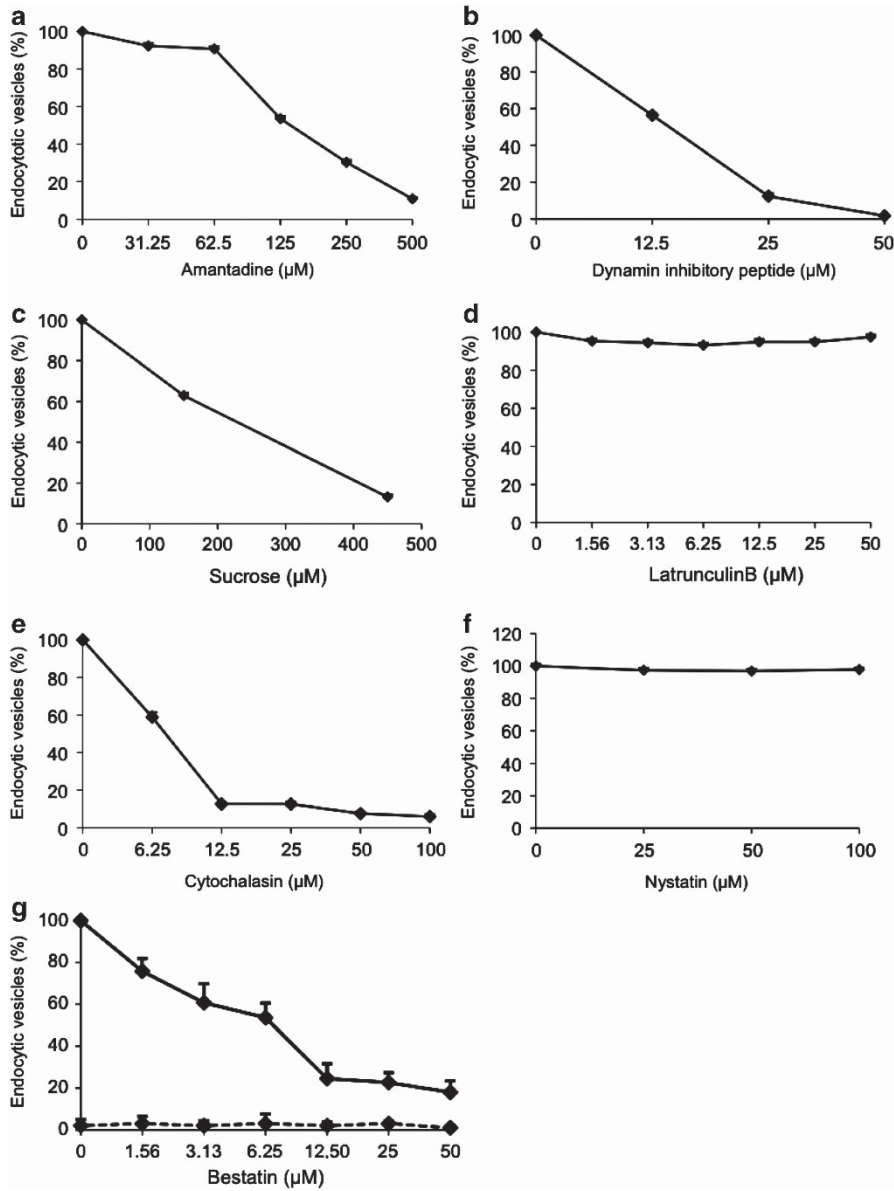 a
Endocytotic vesicles (%)
100
80
60
40
20
0
0 31.25 62.5 125 250 500
Amantadine (µM)
b
Endocytic vesicles (%)
100
80
60
40
20
0
0 12.5 25 50
Dynamin inhibitory peptide (µM)
c
Endocytic vesicles (%)
100
80
60
40
20
0
0 100 200 300 400 500
Sucrose (µM)
d
Endocytic vesicles (%)
100
80
60
40
20
0
0 1.56 3.13 6.25 12.5 25 50
LatrunculinB (µM)
e
Endocytic vesicles (%)
100
80
60
40
20
0
0 6.25 12.5 25 50 100
Cytochalasin (µM)
f
Endocytic vesicles (%)
120
100
80
60
40
20
0
0 25 50 100
Nystatin (µM)
g
Endocytic vesicles (%)
100
80
60
40
20
0
0 1.56 3.13 6.25 12,50 25 50
Bestatin (µM)